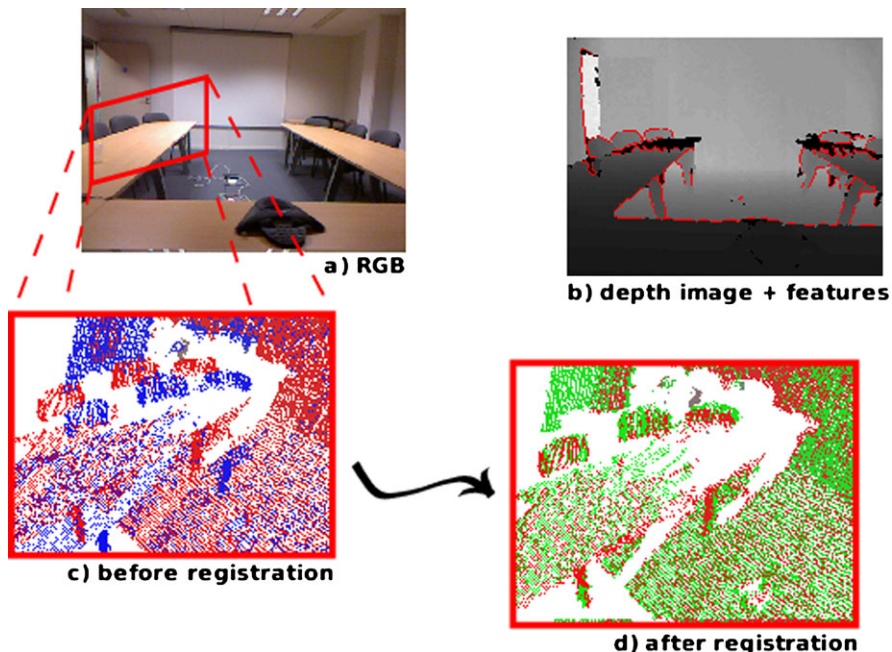 a) RGB
b) depth image + features
c) before registration
d) after registration